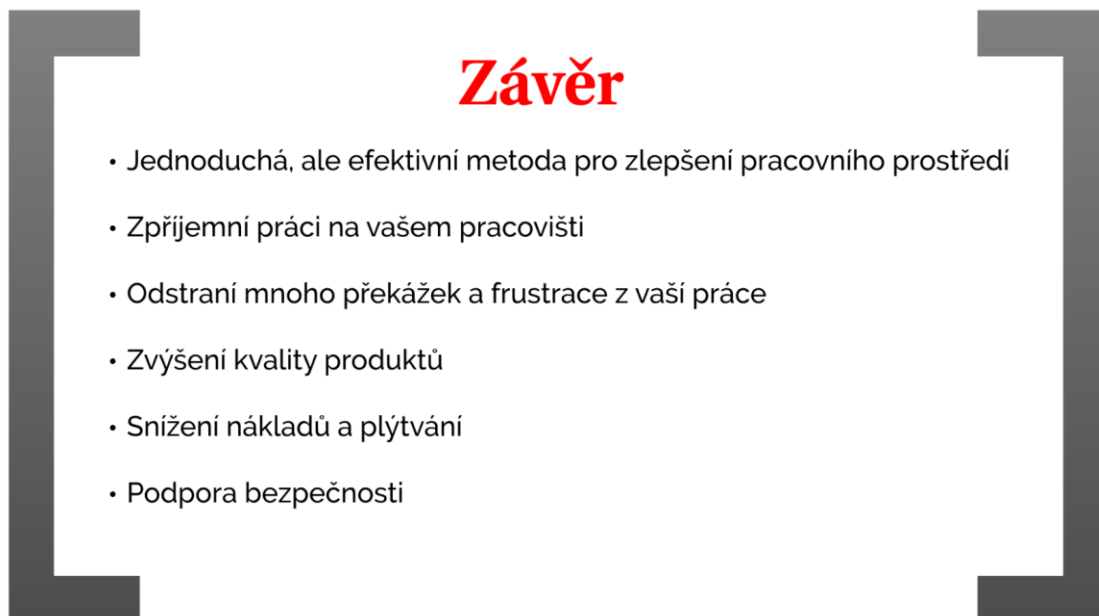 Závěr
• Jednoduchá, ale efektivní metoda pro zlepšení pracovního prostředí
• Zpříjemní práci na vašem pracovišti
• Odstraní mnoho překážek a frustrace z vaší práce
• Zvýšení kvality produktů
• Snížení nákladů a plýtvání
• Podpora bezpečnosti